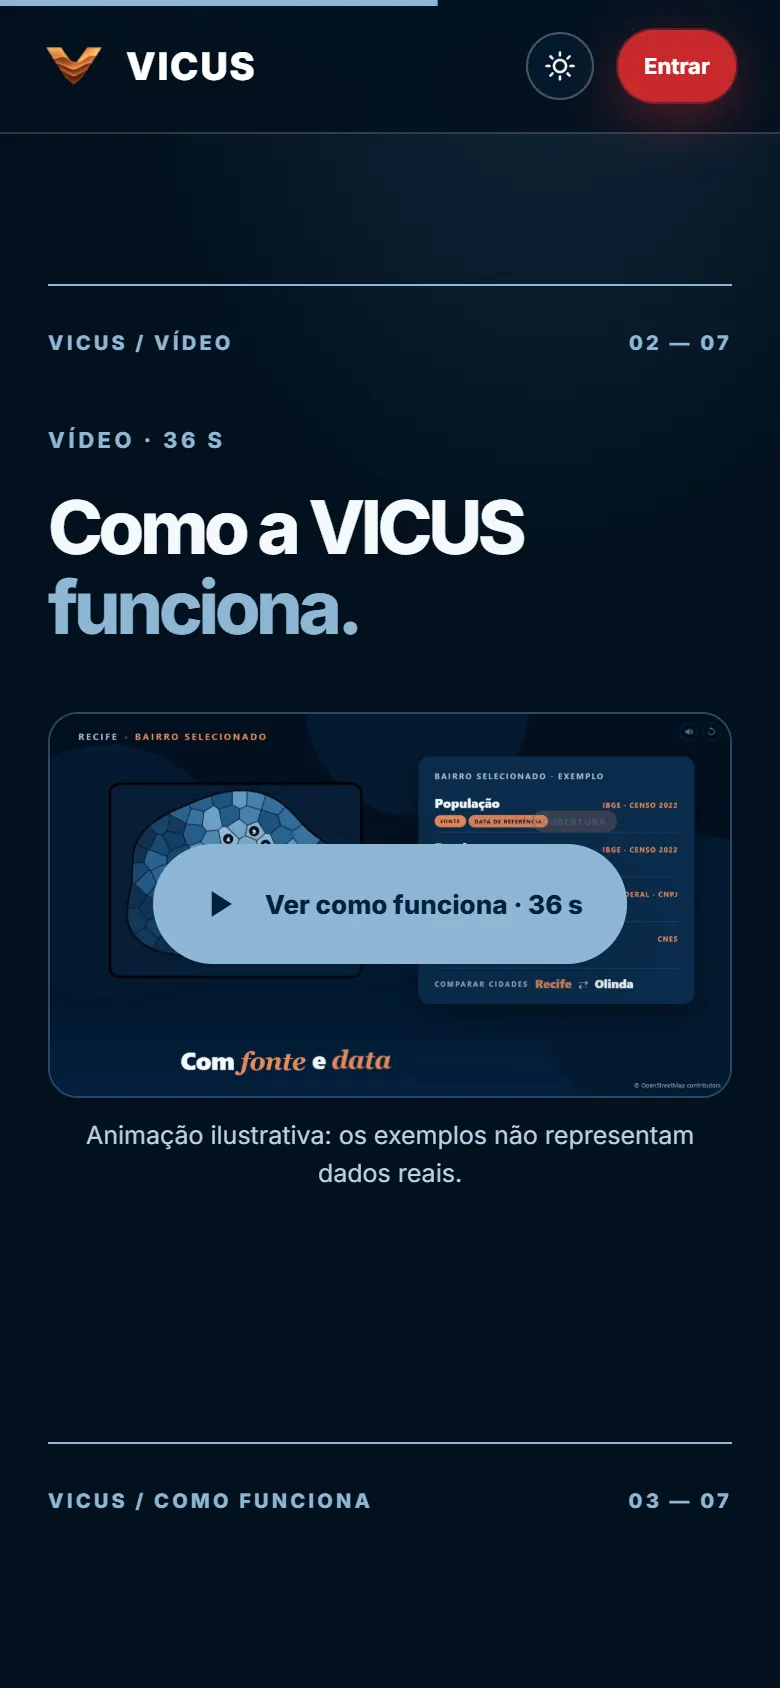 VICUS
Entrar
VICUS / VÍDEO
02 — 07
VÍDEO · 36 S
Como a VICUS
funciona.
RECIFE · BAIRRO SELECIONADO
BAIRRO SELECIONADO · EXEMPLO
População
IBGE · CENSO 2022
FONTE
DATA DE REFERÊNCIA
IBGE · CENSO 2022
CNPJ
CNES
Ver como funciona · 36 s
COMPARAR CIDADES Recife ⇄ Olinda
Com fonte e data
© OpenStreetMap contributors
Animação ilustrativa: os exemplos não representam
dados reais.
VICUS / COMO FUNCIONA
03 — 07